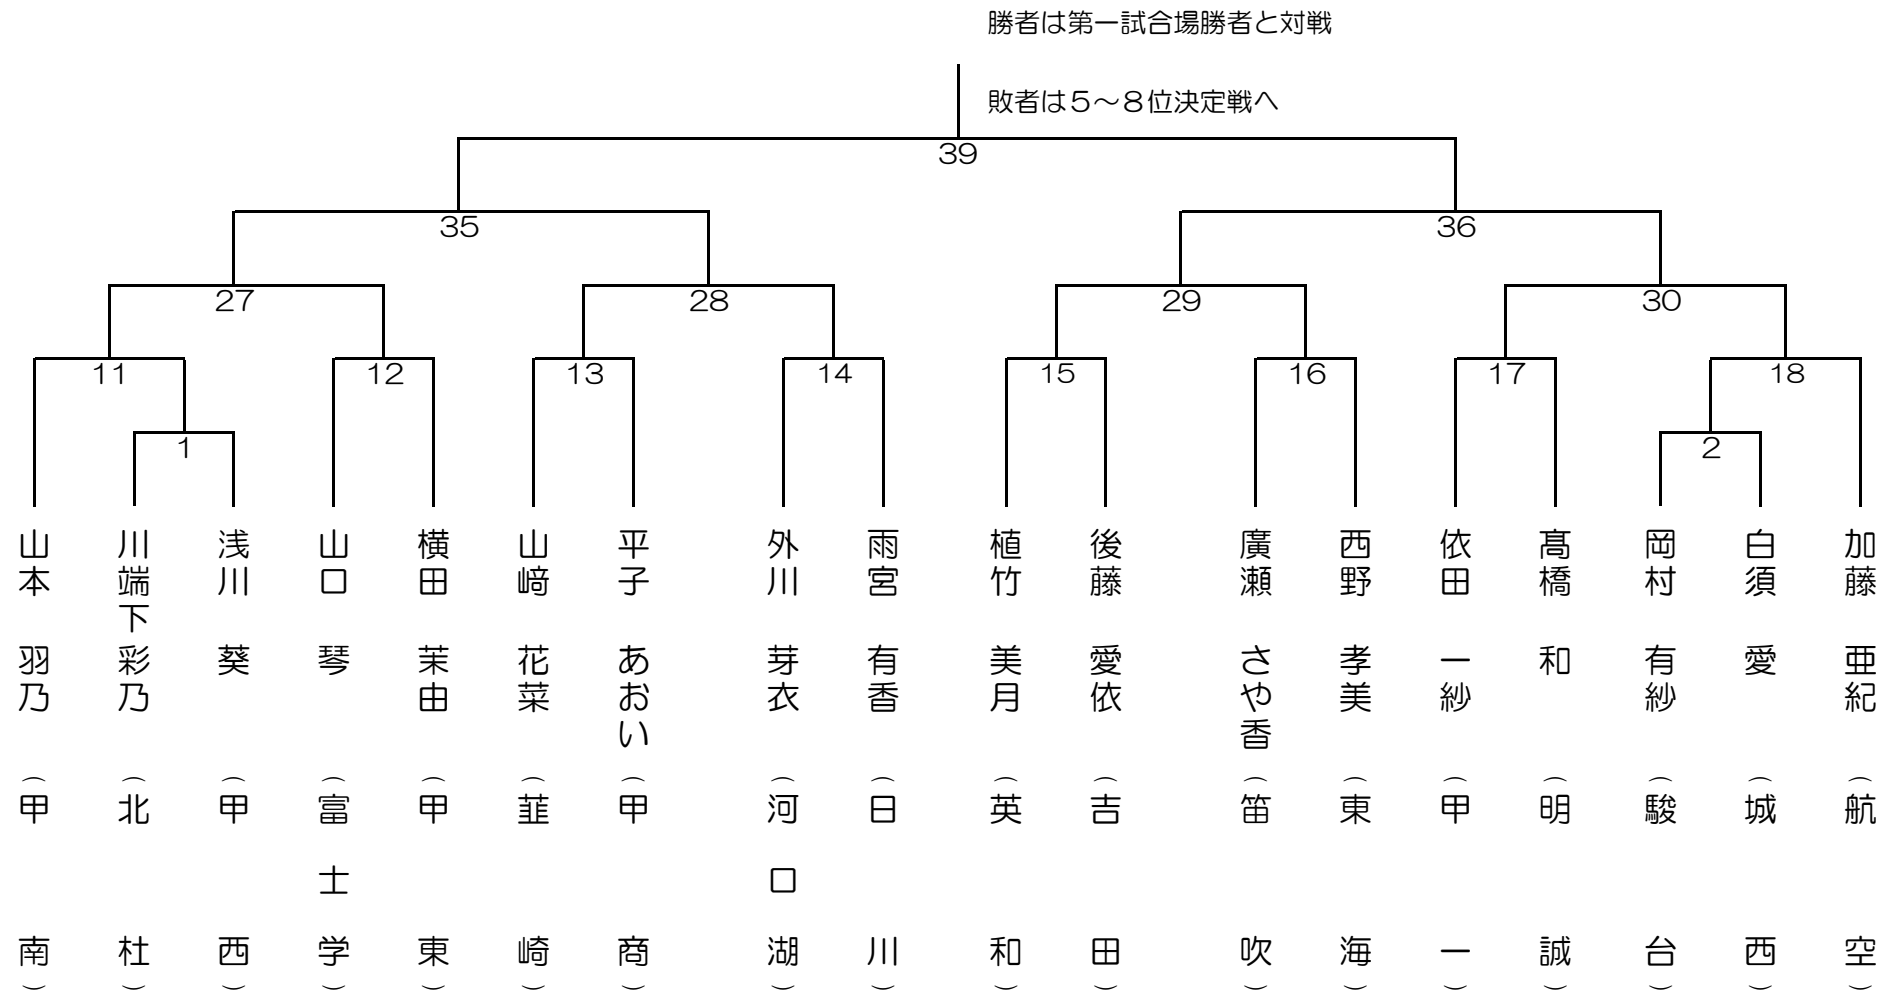 勝者は第一試合場勝者と対戦
敗者は５～８位決定戦へ
39
35
36
27
28
29
30
11
12
13
14
15
16
17
18
1
2
山本 羽乃 (甲南)
川端下 彩乃 (北杜)
浅川 葵 (甲西)
山口 琴 (富士学)
横田 茉由 (甲東)
山﨑 花菜 (韮崎)
平子 あおい (甲商)
外川 芽衣 (河口湖)
雨宮 有香 (日川)
植竹 美月 (英和)
後藤 愛依 (吉田)
廣瀬 さや香 (笛吹)
西野 孝美 (東海)
依田 一紗 (甲一)
髙橋 和 (明誠)
岡村 有紗 (駿台)
白須 愛 (城西)
加藤 亜紀 (航空)